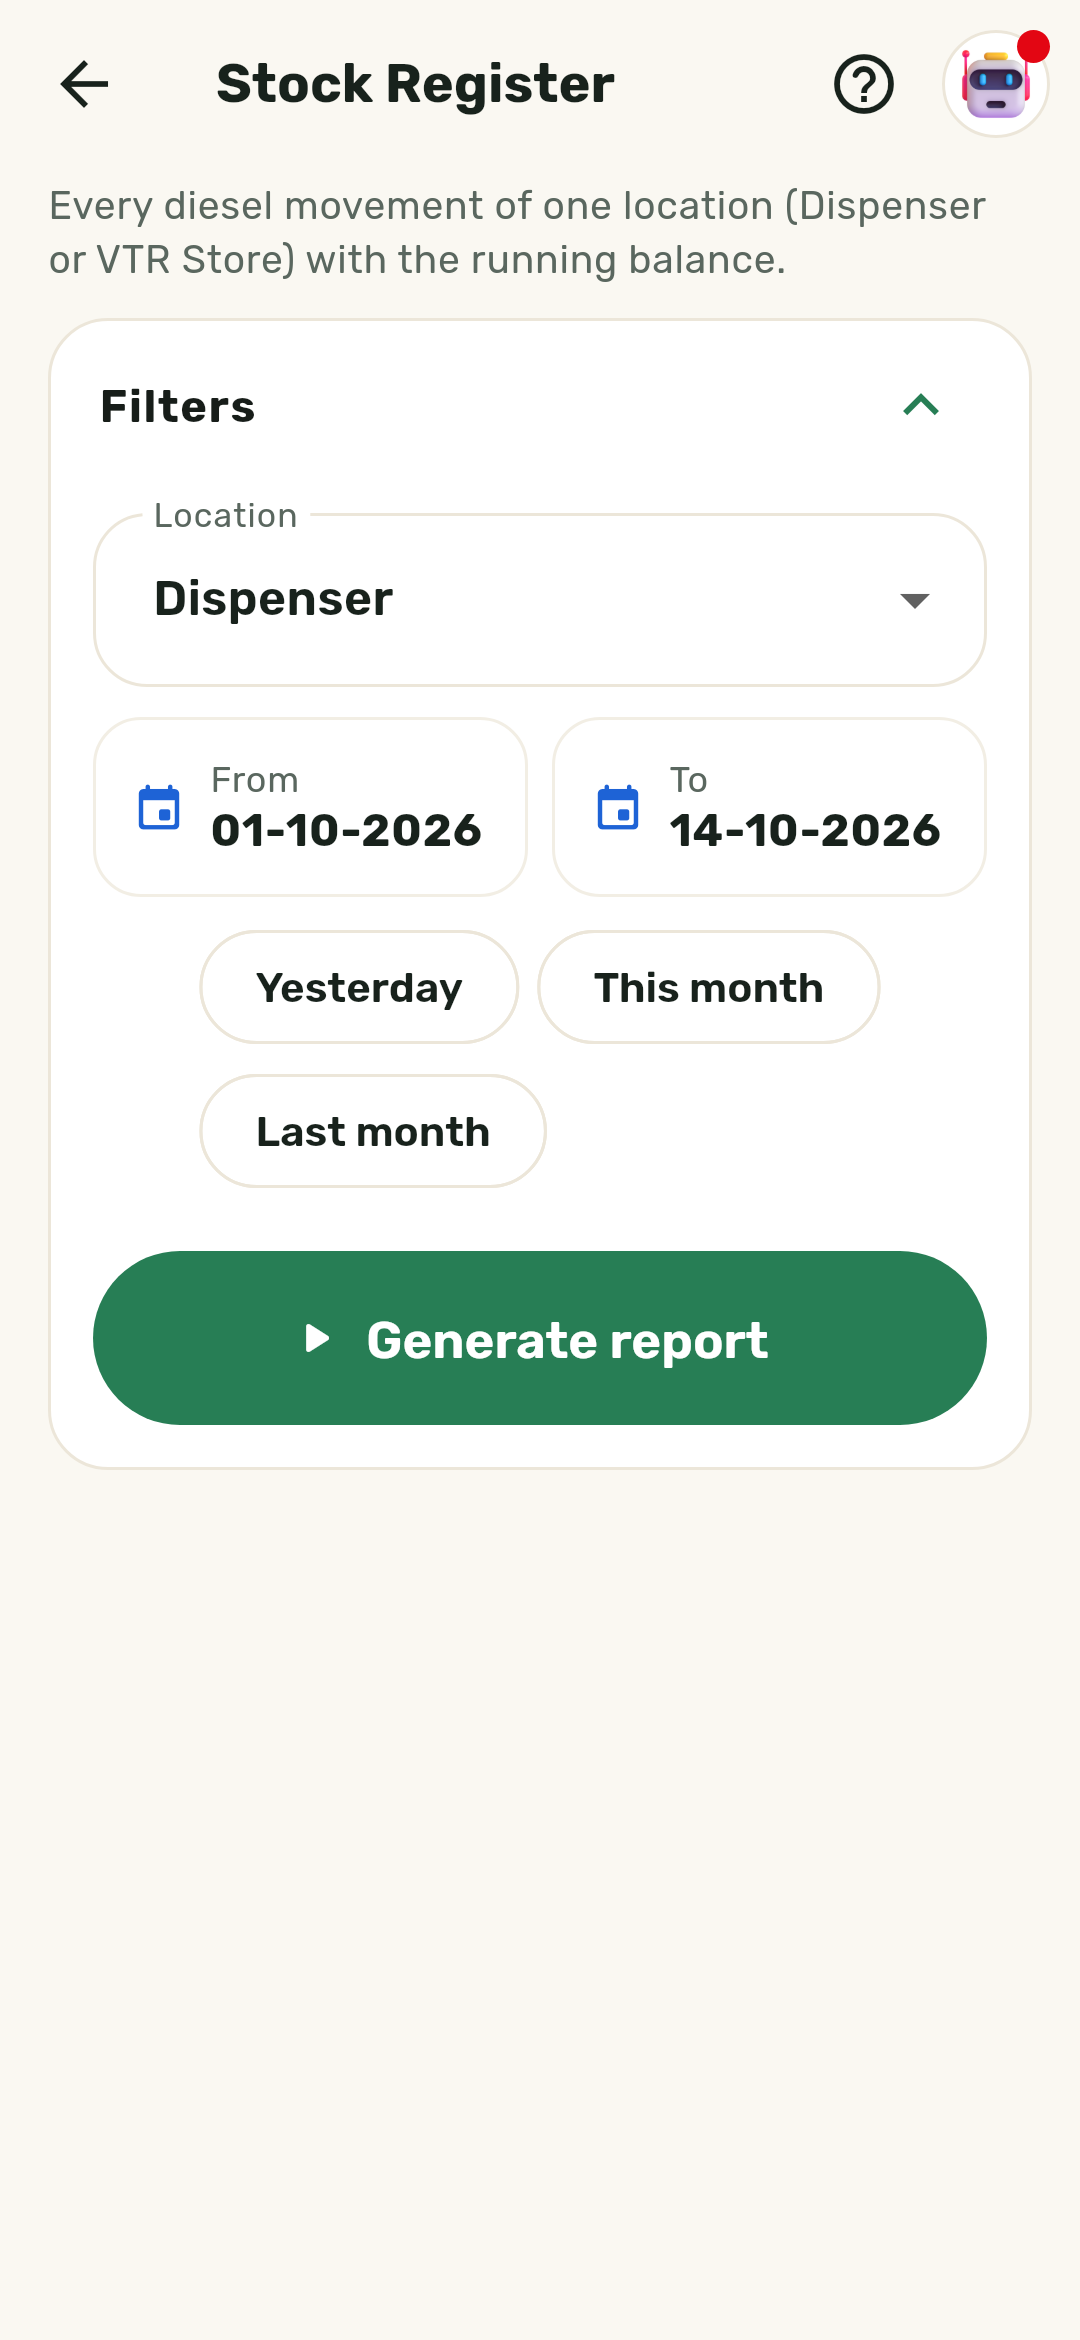 Stock Register
Every diesel movement of one location (Dispenser
or VTR Store) with the running balance.
Filters
Location
Dispenser
From
01-10-2026
To
14-10-2026
Yesterday
This month
Last month
Generate report